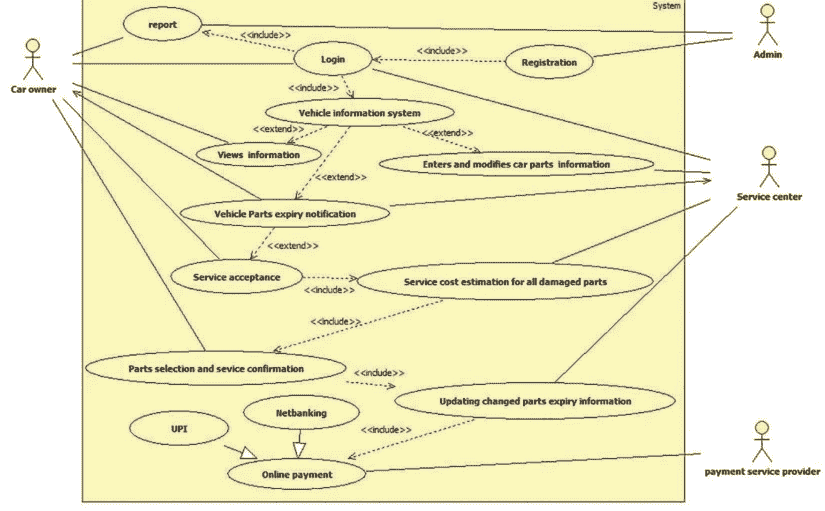 System
report
<<include>>
Login
<<include>>
Registration
Admin
Car owner
<<include>>
Vehicle information system
<<extend>>
<<extend>>
Views information
Enters and modifies car parts information
<<extend>>
Service center
Vehicle Parts expiry notification
<<extend>>
Service acceptance
<<include>>
Service cost estimation for all damaged parts
<<include>>
Parts selection and sevice confirmation
<<include>>
Updating changed parts expiry information
Netbanking
UPI
<<include>>
Online payment
payment service provider